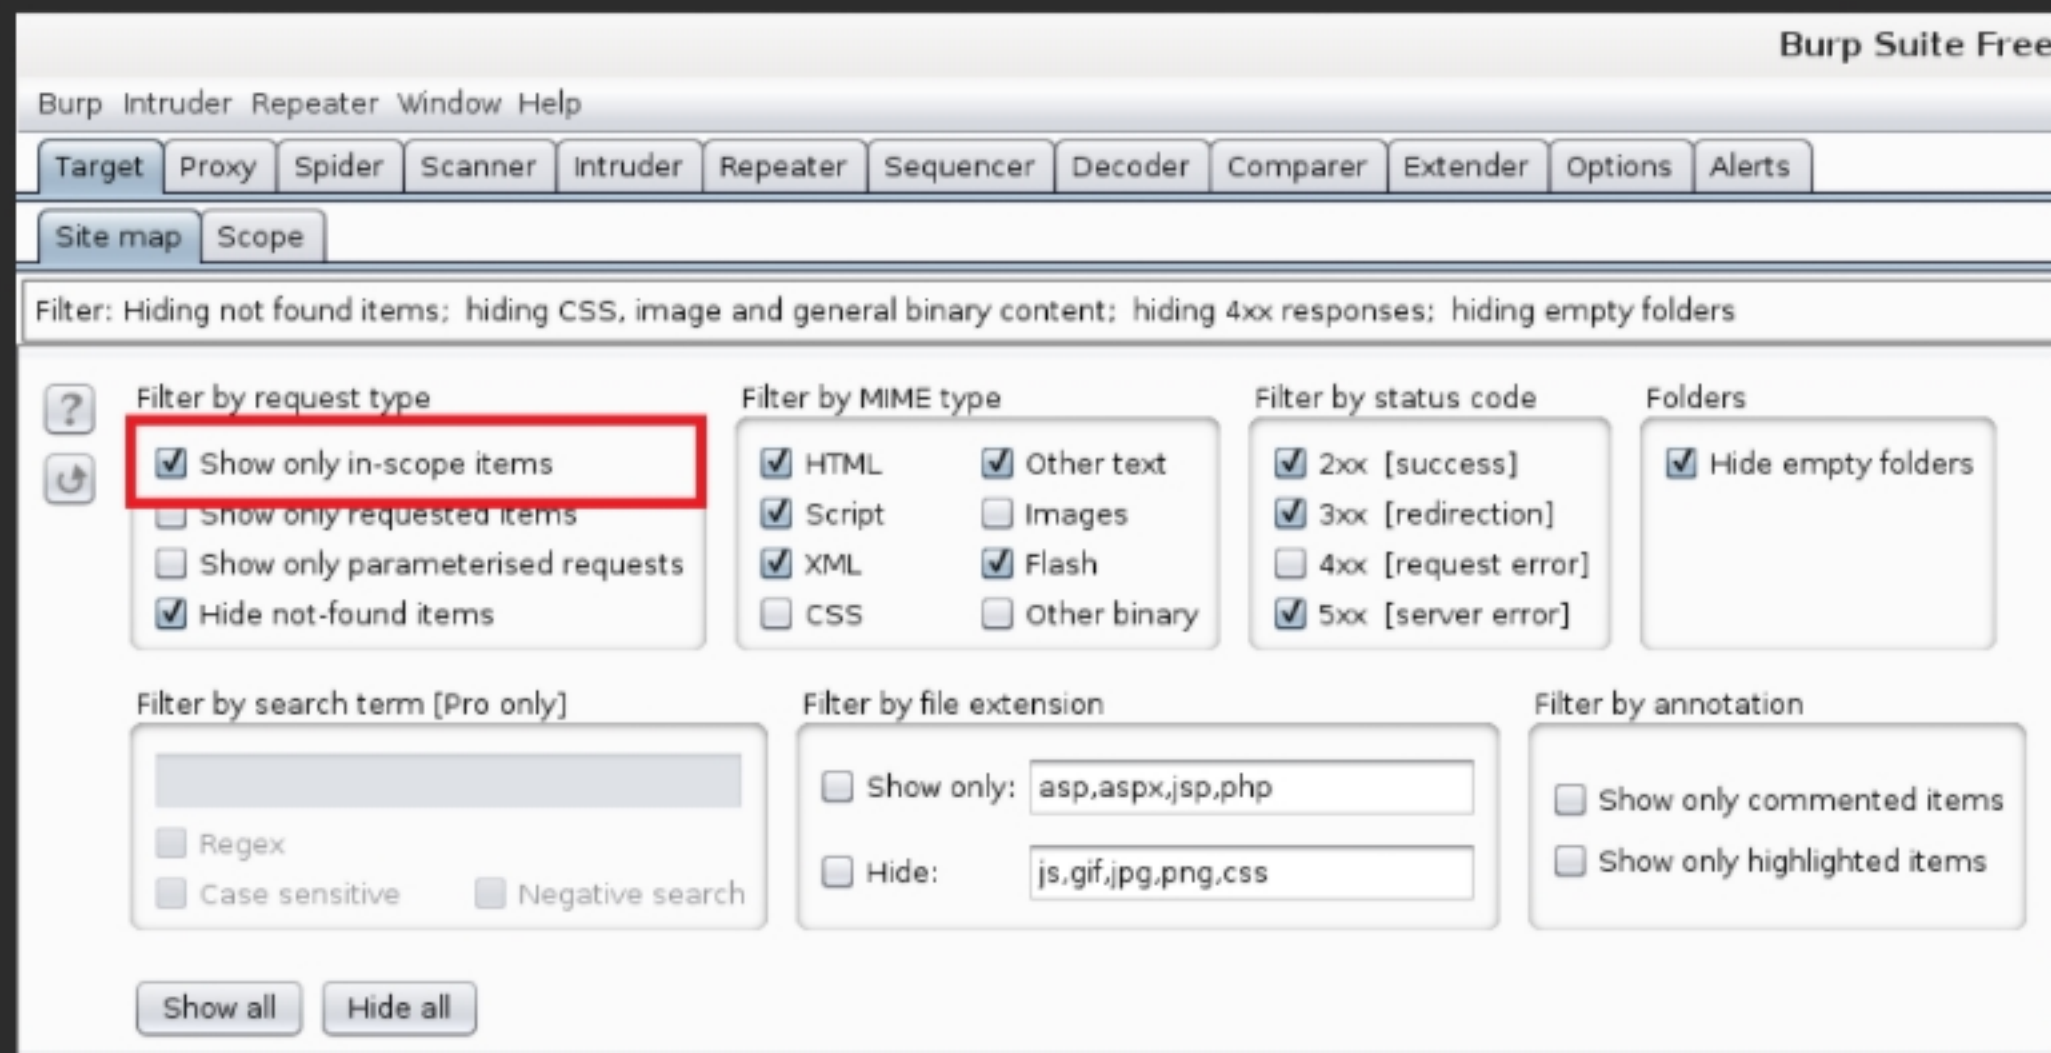 Burp Suite Free
Burp Intruder Repeater Window Help
Target Proxy Spider Scanner Intruder Repeater Sequencer Decoder Comparer Extender Options Alerts
Site map Scope
Filter: Hiding not found items; hiding CSS, image and general binary content; hiding 4xx responses; hiding empty folders
Filter by request type
Show only in-scope items
Show only requested items
Show only parameterised requests
Hide not-found items
Filter by MIME type
HTML Other text
Script Images
XML Flash
CSS Other binary
Filter by status code
2xx [success]
3xx [redirection]
4xx [request error]
5xx [server error]
Folders
Hide empty folders
Filter by search term [Pro only]
Regex
Case sensitive Negative search
Filter by file extension
Show only: asp,aspx,jsp,php
Hide: js,gif,jpg,png,css
Filter by annotation
Show only commented items
Show only highlighted items
Show all Hide all